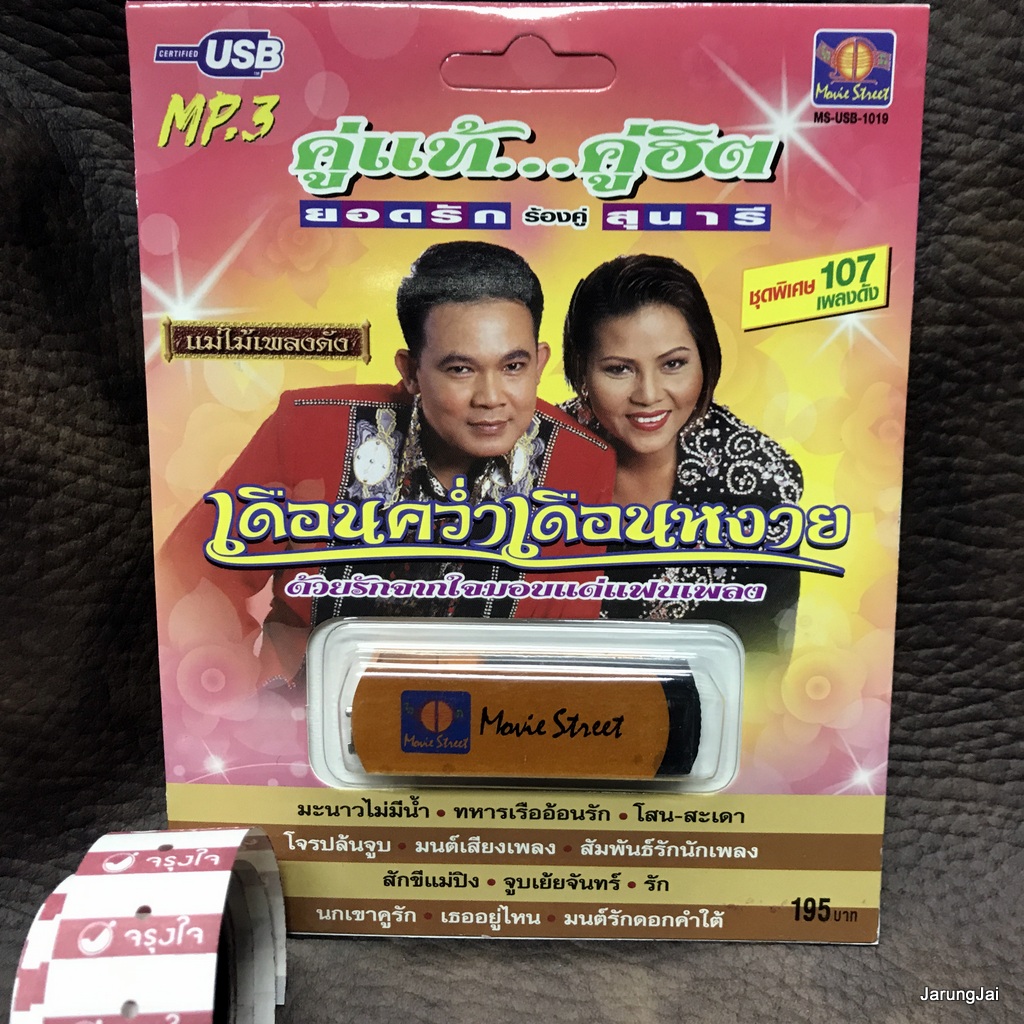 CERTIFIED USB
MP.3
Movie Street
MS-USB-1019
คู่แท้...คู่ฮิต
ยอดรัก ร้องคู่ สุนารี
ชุดพิเศษ 107
เพลงดัง
แม่ไม้เพลงดัง
เดือนคว่ำเดือนหงาย
ด้วยรักจากใจมอบแด่แฟนเพลง
Movie Street
Movie Street
มะนาวไม่มีน้ำ • ทหารเรืออ้อนรัก • โสน-สะเดา
โจรปล้นจูบ • มนต์เสียงเพลง • สัมพันธ์รักนักเพลง
สักขีแม่ปิง • จูบเย้ยจันทร์ • รัก
นกเขาคูรัก • เธออยู่ไหน • มนต์รักดอกคำใต้
195 บาท
จรุงใจ
จรุงใจ
JarungJai